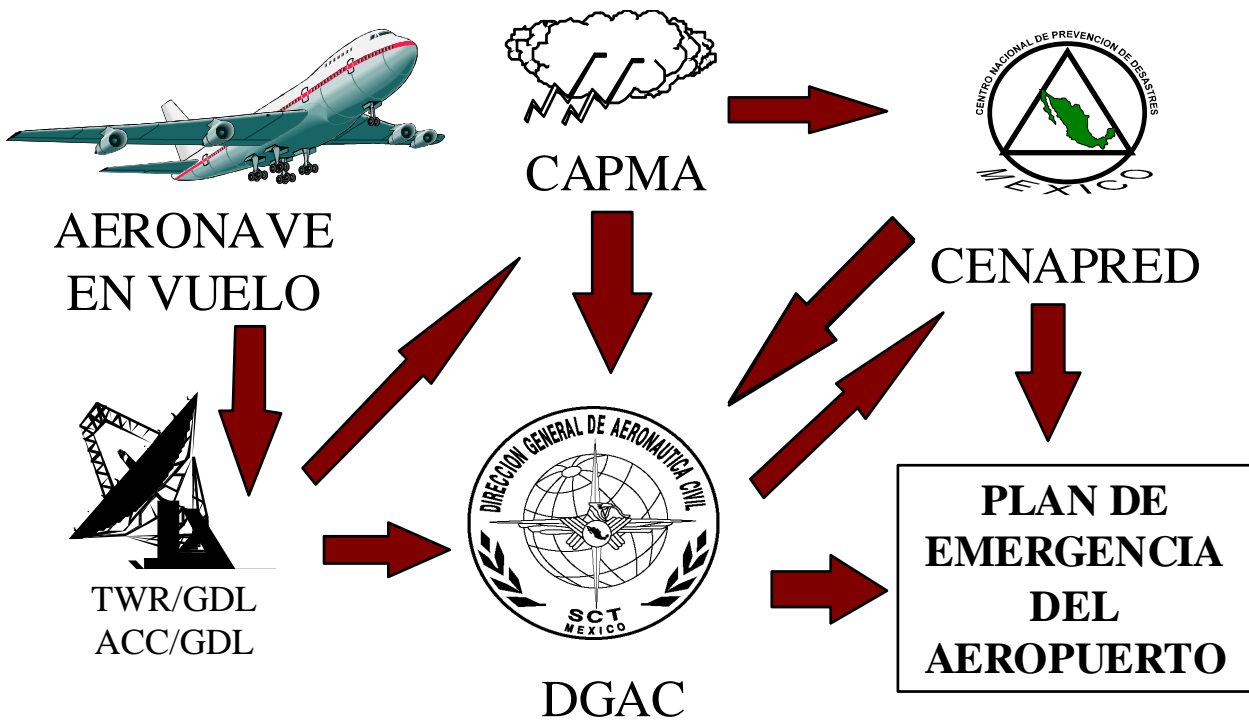 CENTRO NACIONAL DE PREVENCION DE DESASTRES
MEXICO
CAPMA
AERONAVE
EN VUELO
CENAPRED
TWR/GDL
ACC/GDL
DIRECCION GENERAL DE AERONAUTICA CIVIL
SCT
MEXICO
DGAC
PLAN DE
EMERGENCIA
DEL
AEROPUERTO